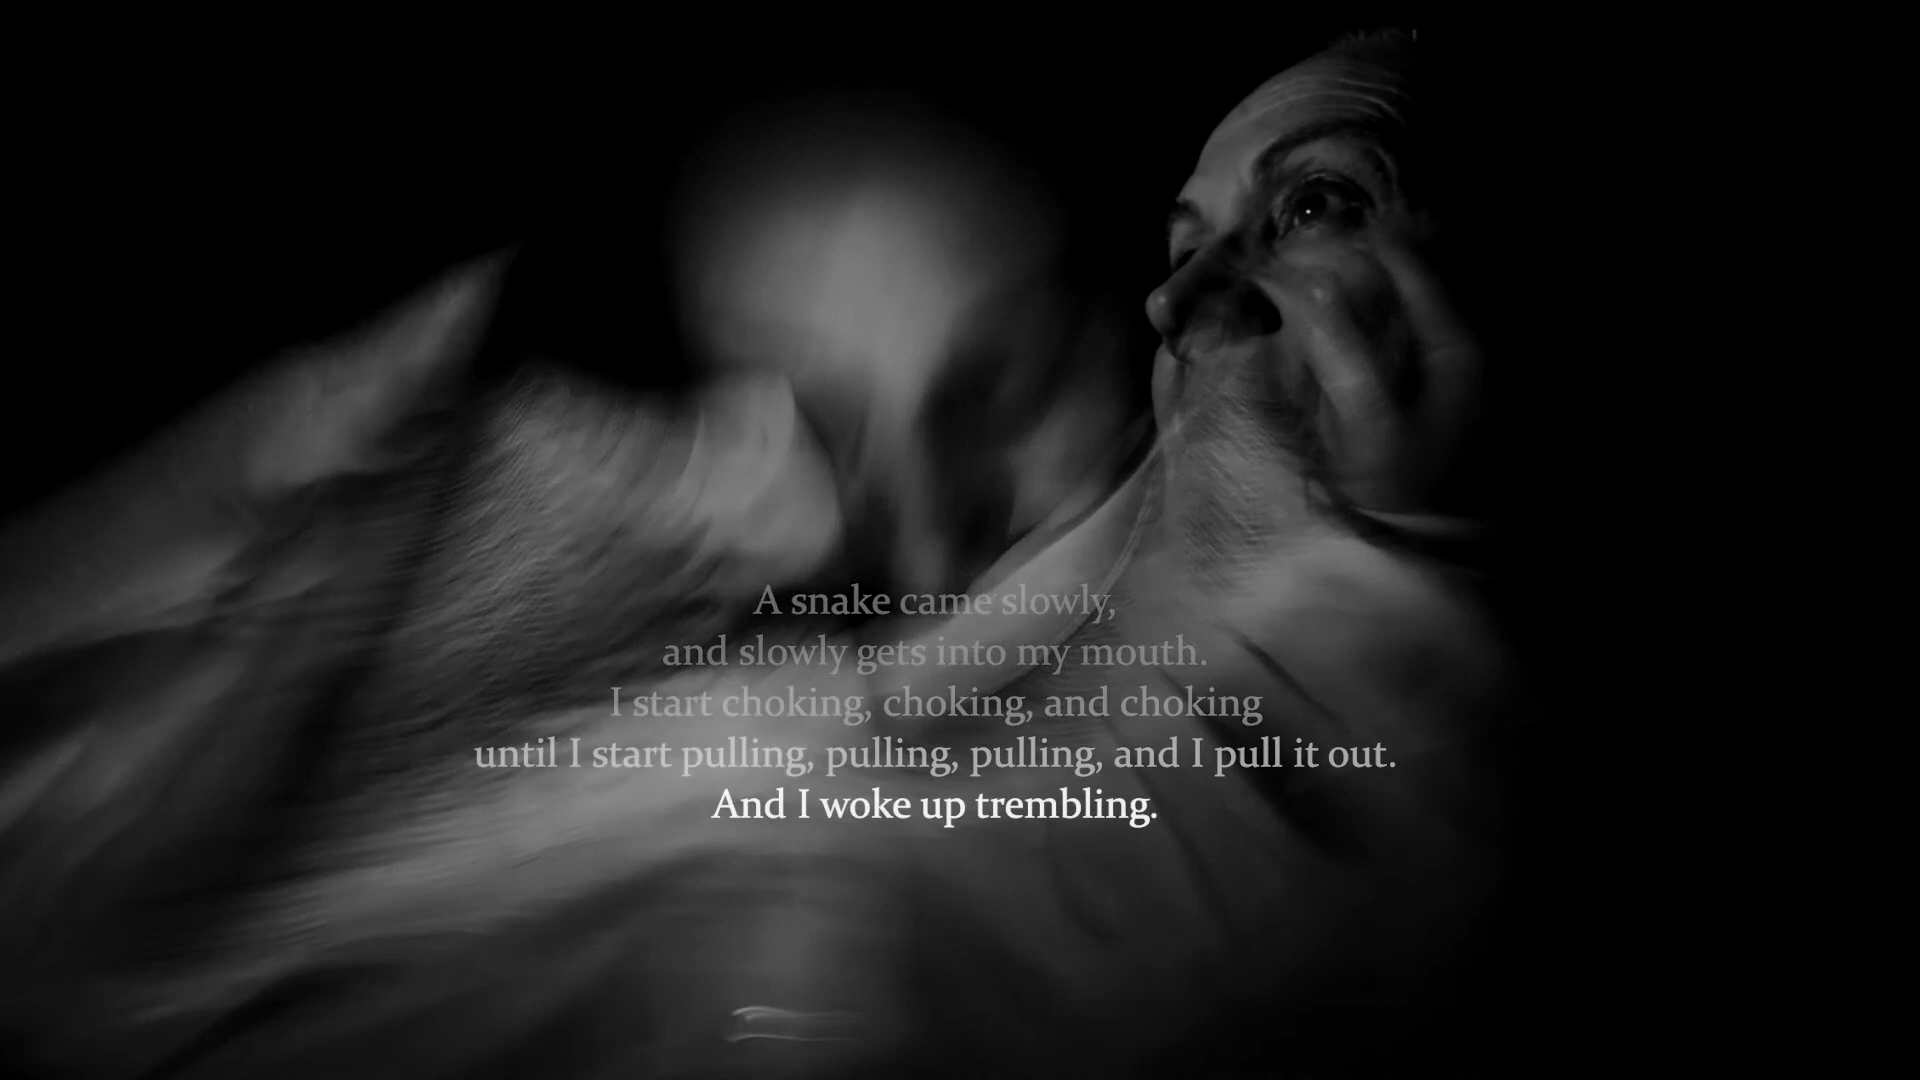 A snake came slowly,
and slowly gets into my mouth.
I start choking, choking, and choking
until I start pulling, pulling, pulling, and I pull it out.
And I woke up trembling.